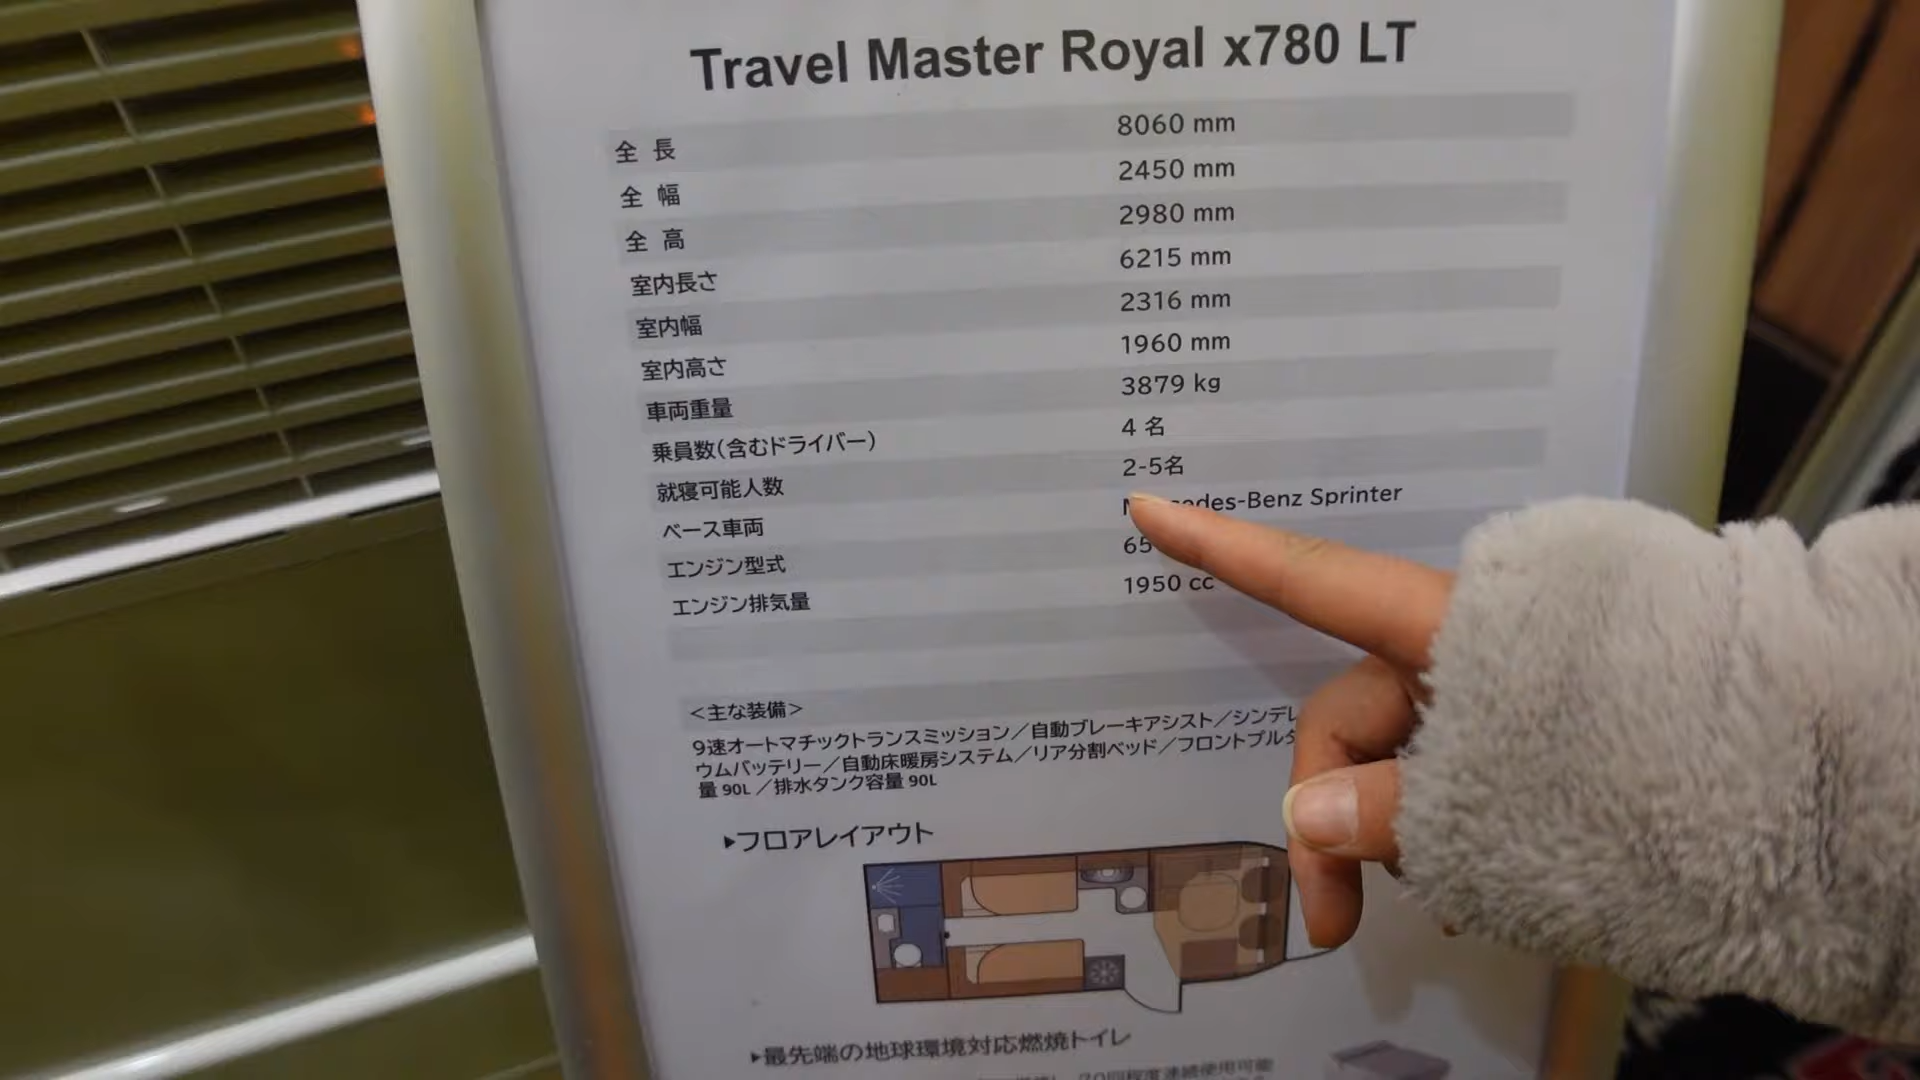 Travel Master Royal x780 LT
全 長 8060 mm
全 幅 2450 mm
全 高 2980 mm
室内長さ 6215 mm
室内幅 2316 mm
室内高さ 1960 mm
車両重量 3879 kg
乗員数(含むドライバー) 4 名
就寝可能人数 2-5名
ベース車両 Sprinter
エンジン型式
エンジン排気量 1950 cc
<主な装備>
9速オートマチックトランスミッション／自動ブレーキアシスト／シンデレ
ウムバッテリー／自動床暖房システム／リア分割ベッド／フロントプルダ
量 90L ／排水タンク容量 90L
▶フロアレイアウト
▶最先端の地球環境対応燃焼トイレ